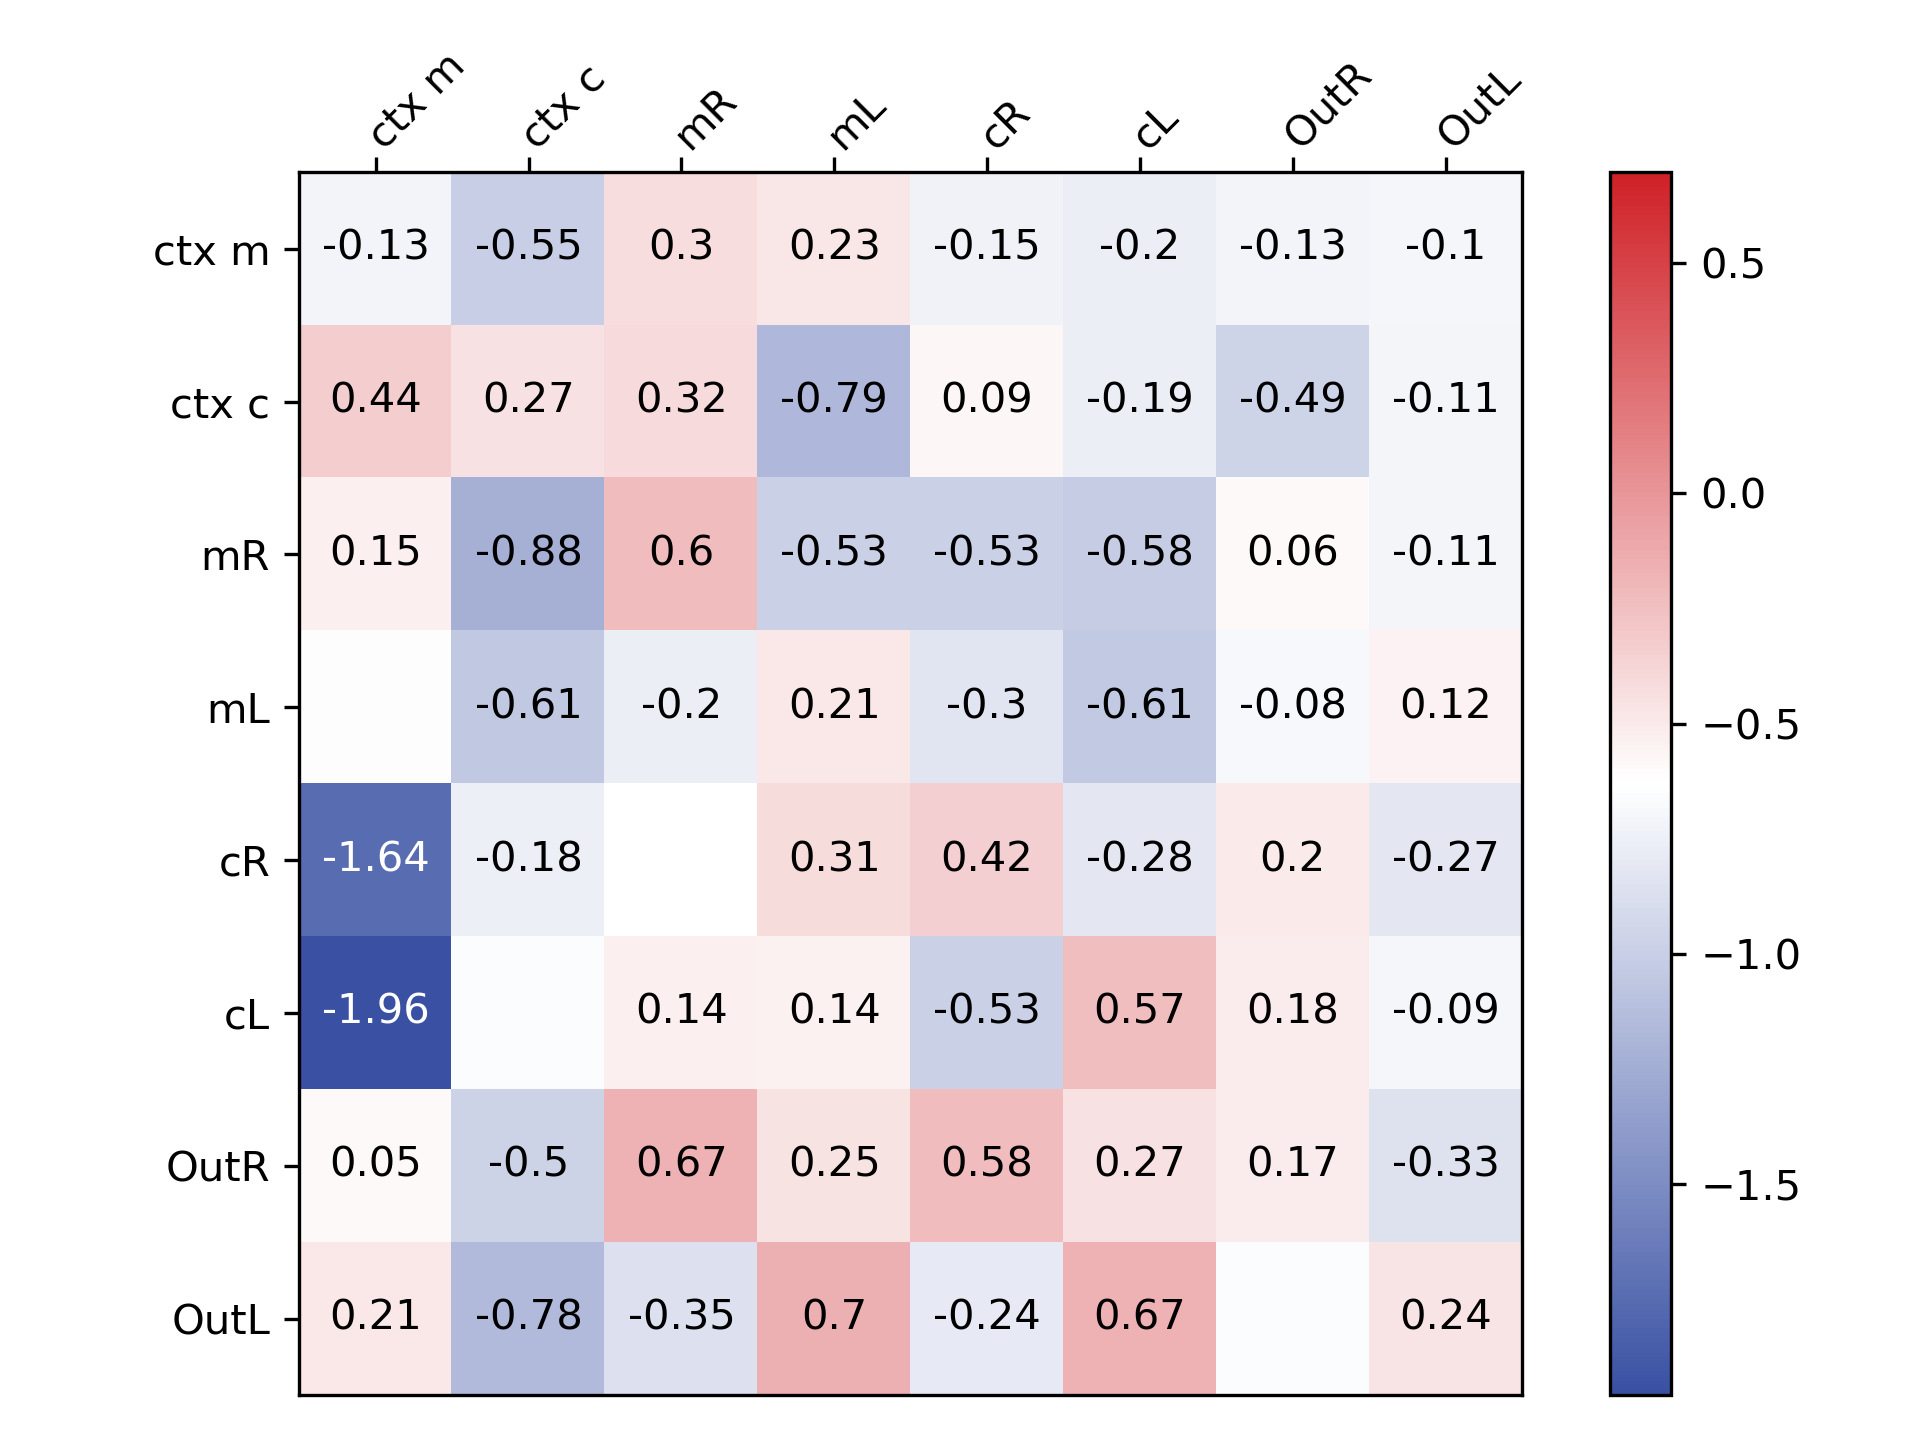 ctx m ctx c mR mL cR cL OutR OutL
ctx m -0.13 -0.55 0.3 0.23 -0.15 -0.2 -0.13 -0.1
ctx c 0.44 0.27 0.32 -0.79 0.09 -0.19 -0.49 -0.11
mR 0.15 -0.88 0.6 -0.53 -0.53 -0.58 0.06 -0.11
mL -0.61 -0.2 0.21 -0.3 -0.61 -0.08 0.12
cR -1.64 -0.18 0.31 0.42 -0.28 0.2 -0.27
cL -1.96 0.14 0.14 -0.53 0.57 0.18 -0.09
OutR 0.05 -0.5 0.67 0.25 0.58 0.27 0.17 -0.33
OutL 0.21 -0.78 -0.35 0.7 -0.24 0.67 0.24
0.5
0.0
−0.5
−1.0
−1.5